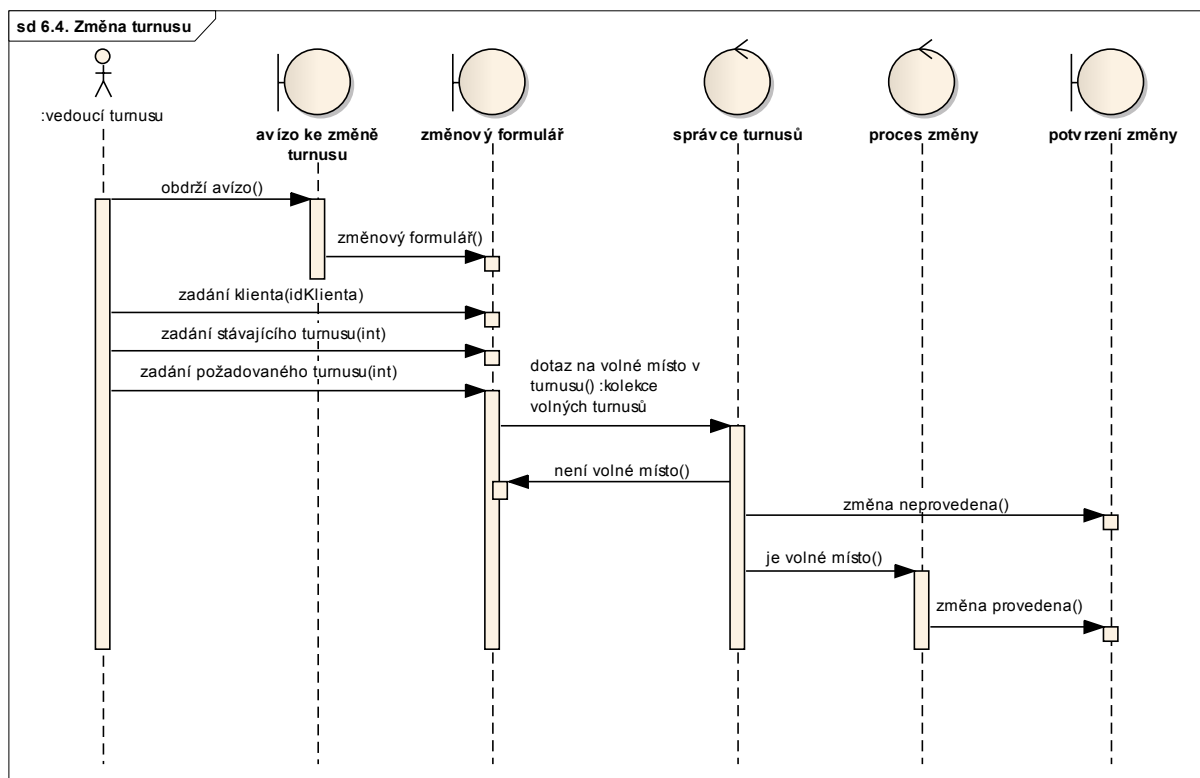 sd 6.4. Změna turnusu
:vedoucí turnusu
avízo ke změně
turnusu
změnový formulář
správce turnusů
proces změny
potvrzení změny
obdrží avízo()
změnový formulář()
zadání klienta(idKlienta)
zadání stávajícího turnusu(int)
zadání požadovaného turnusu(int)
dotaz na volné místo v
turnusu() :kolekce
volných turnusů
není volné místo()
změna neprovedena()
je volné místo()
změna provedena()